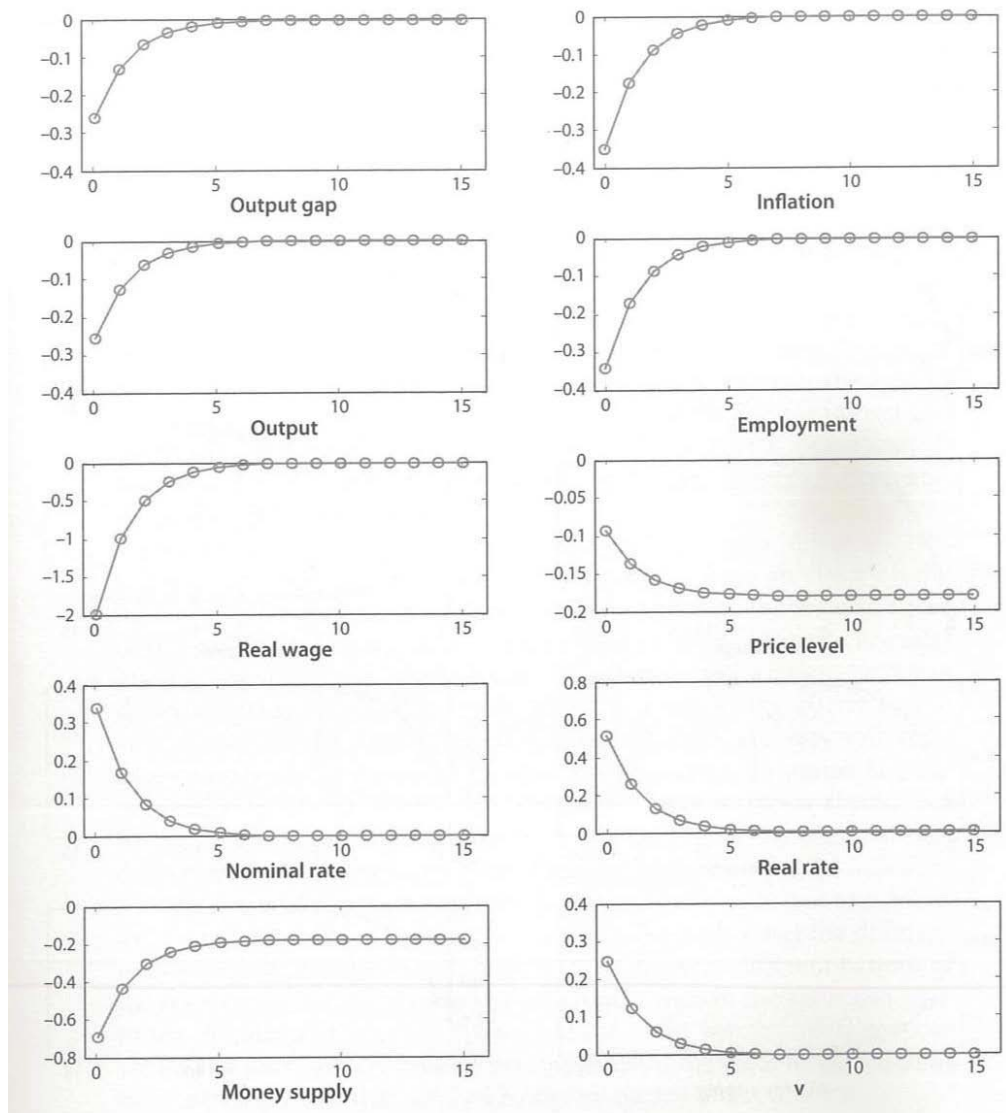 0
–0.1
–0.2
–0.3
–0.4
0 5 10 15
Output gap
0
–0.1
–0.2
–0.3
–0.4
0 5 10 15
Inflation
0
–0.1
–0.2
–0.3
–0.4
0 5 10 15
Output
0
–0.1
–0.2
–0.3
–0.4
0 5 10 15
Employment
0
–0.5
–1
–1.5
–2
0 5 10 15
Real wage
0
–0.05
–0.1
–0.15
–0.2
0 5 10 15
Price level
0.4
0.3
0.2
0.1
0
0 5 10 15
Nominal rate
0.8
0.6
0.4
0.2
0
0 5 10 15
Real rate
0
–0.2
–0.4
–0.6
–0.8
0 5 10 15
Money supply
0.4
0.3
0.2
0.1
0
0 5 10 15
v